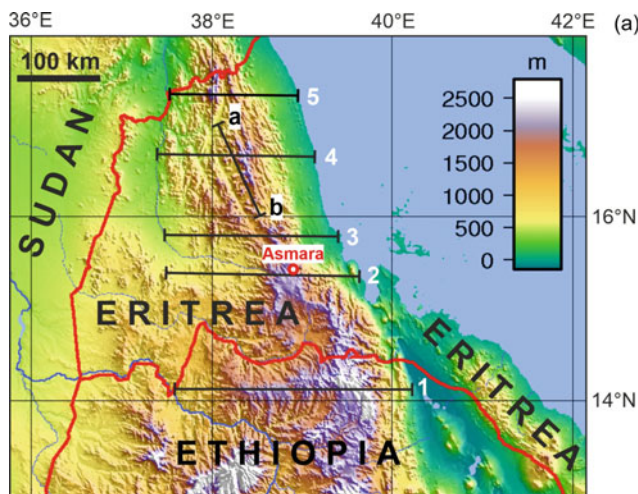 36°E 38°E 40°E 42°E (a)
100 km
m
2500
2000
1500
1000
500
0
5
a
4
SUDAN
b
16°N
3
Asmara
2
ERITREA
ERITREA
1
14°N
ETHIOPIA